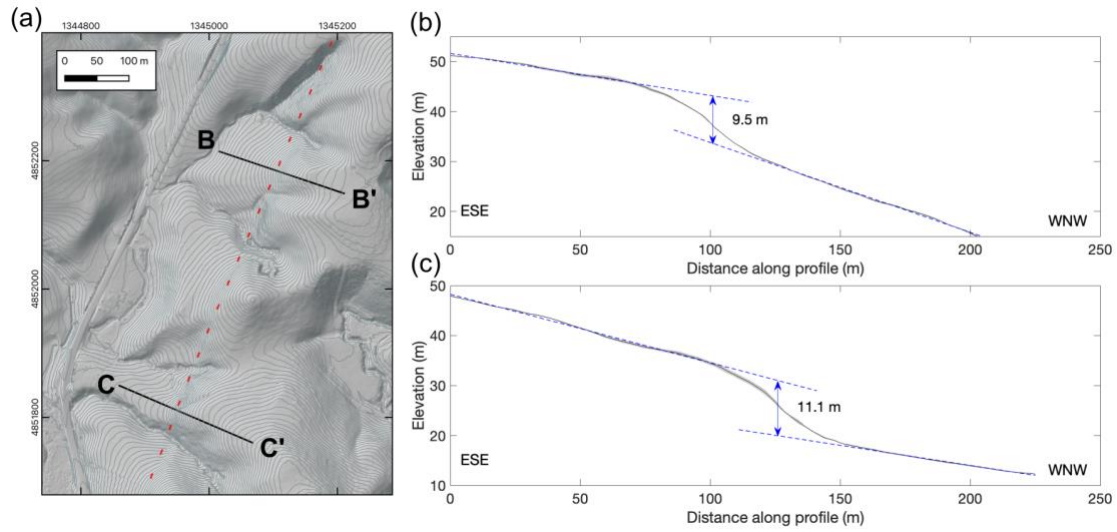 (a)
1344800 1345000 1345200
0 50 100 m
B
B'
C
C'
4852200
4852000
4851800
(b)
50
40
30
20
Elevation (m)
9.5 m
ESE
WNW
0 50 100 150 200 250
Distance along profile (m)
(c)
50
40
30
20
10
Elevation (m)
11.1 m
ESE
WNW
0 50 100 150 200 250
Distance along profile (m)